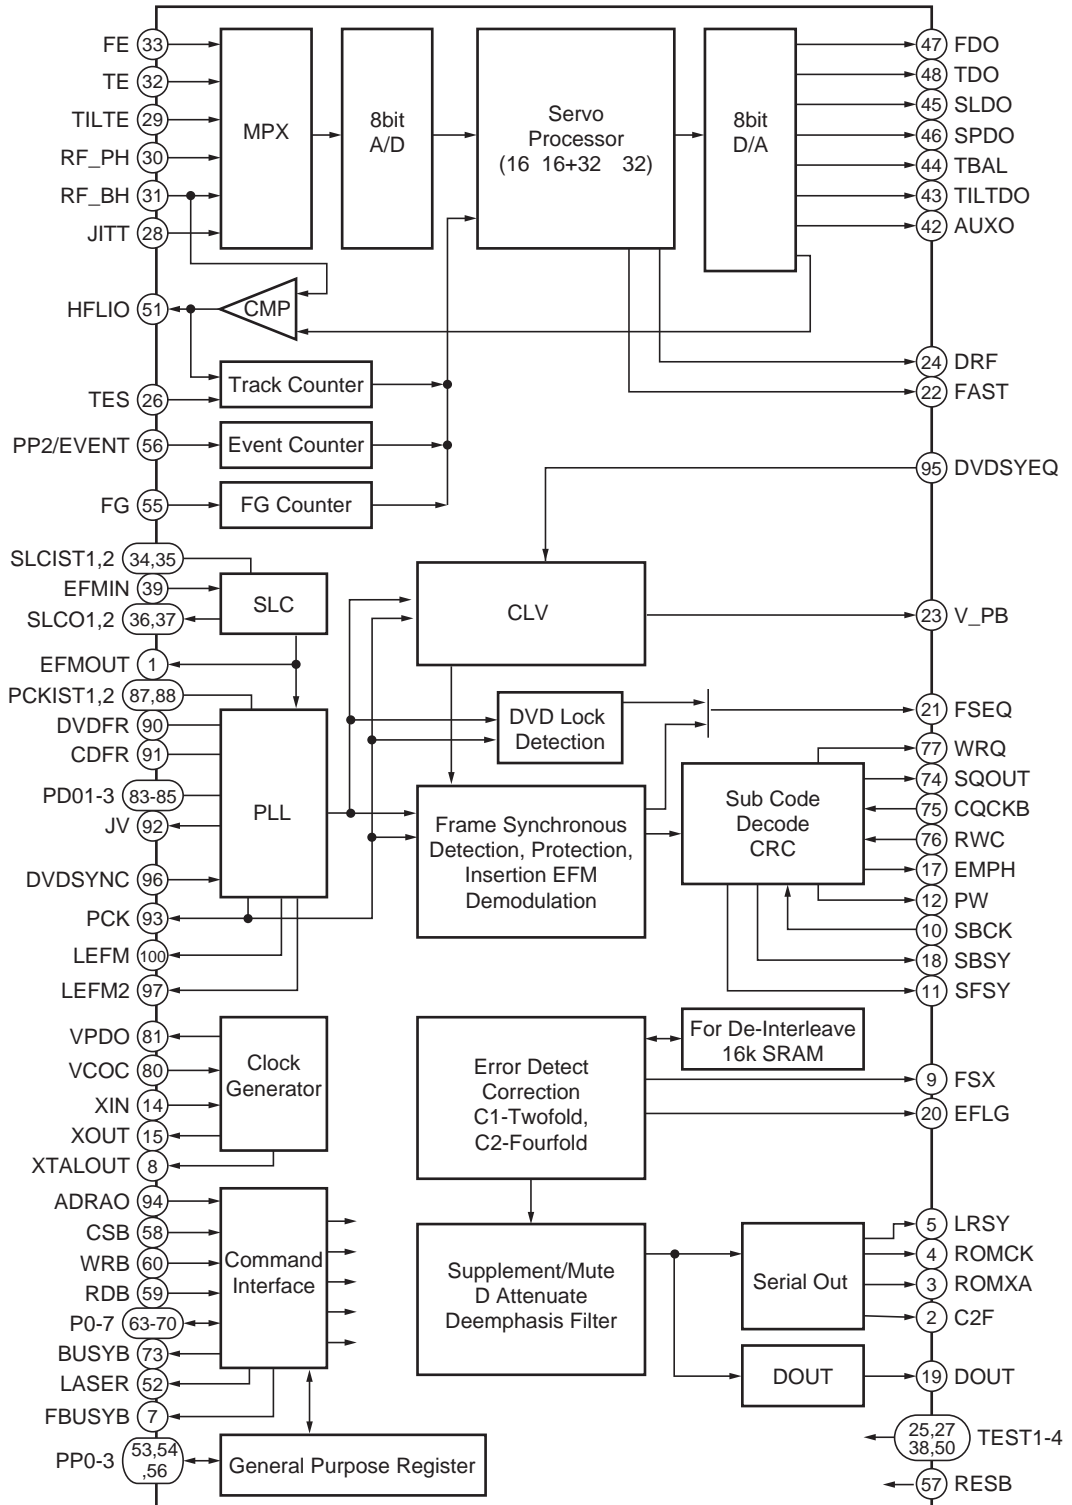 FE 33
TE 32
TILTE 29
RF_PH 30
RF_BH 31
JITT 28
HFLIO 51
TES 26
PP2/EVENT 56
FG 55
SLCIST1,2 34,35
EFMIN 39
SLCO1,2 36,37
EFMOUT 1
PCKIST1,2 87,88
DVDFR 90
CDFR 91
PD01-3 83-85
JV 92
DVDSYNC 96
PCK 93
LEFM 100
LEFM2 97
VPDO 81
VCOC 80
XIN 14
XOUT 15
XTALOUT 8
ADRAO 94
CSB 58
WRB 60
RDB 59
P0-7 63-70
BUSYB 73
LASER 52
FBUSYB 7
PP0-3 53,54
,56
MPX
8bit
A/D
Servo
Processor
(16 16+32 32)
8bit
D/A
CMP
Track Counter
Event Counter
FG Counter
SLC
CLV
PLL
DVD Lock
Detection
Frame Synchronous
Detection, Protection,
Insertion EFM
Demodulation
Sub Code
Decode
CRC
Clock
Generator
Error Detect
Correction
C1-Twofold,
C2-Fourfold
For De-Interleave
16k SRAM
Command
Interface
Supplement/Mute
D Attenuate
Deemphasis Filter
Serial Out
DOUT
General Purpose Register
47 FDO
48 TDO
45 SLDO
46 SPDO
44 TBAL
43 TILTDO
42 AUXO
24 DRF
22 FAST
95 DVDSYEQ
23 V_PB
21 FSEQ
77 WRQ
74 SQOUT
75 CQCKB
76 RWC
17 EMPH
12 PW
10 SBCK
18 SBSY
11 SFSY
9 FSX
20 EFLG
5 LRSY
4 ROMCK
3 ROMXA
2 C2F
19 DOUT
25,27
38,50 TEST1-4
57 RESB